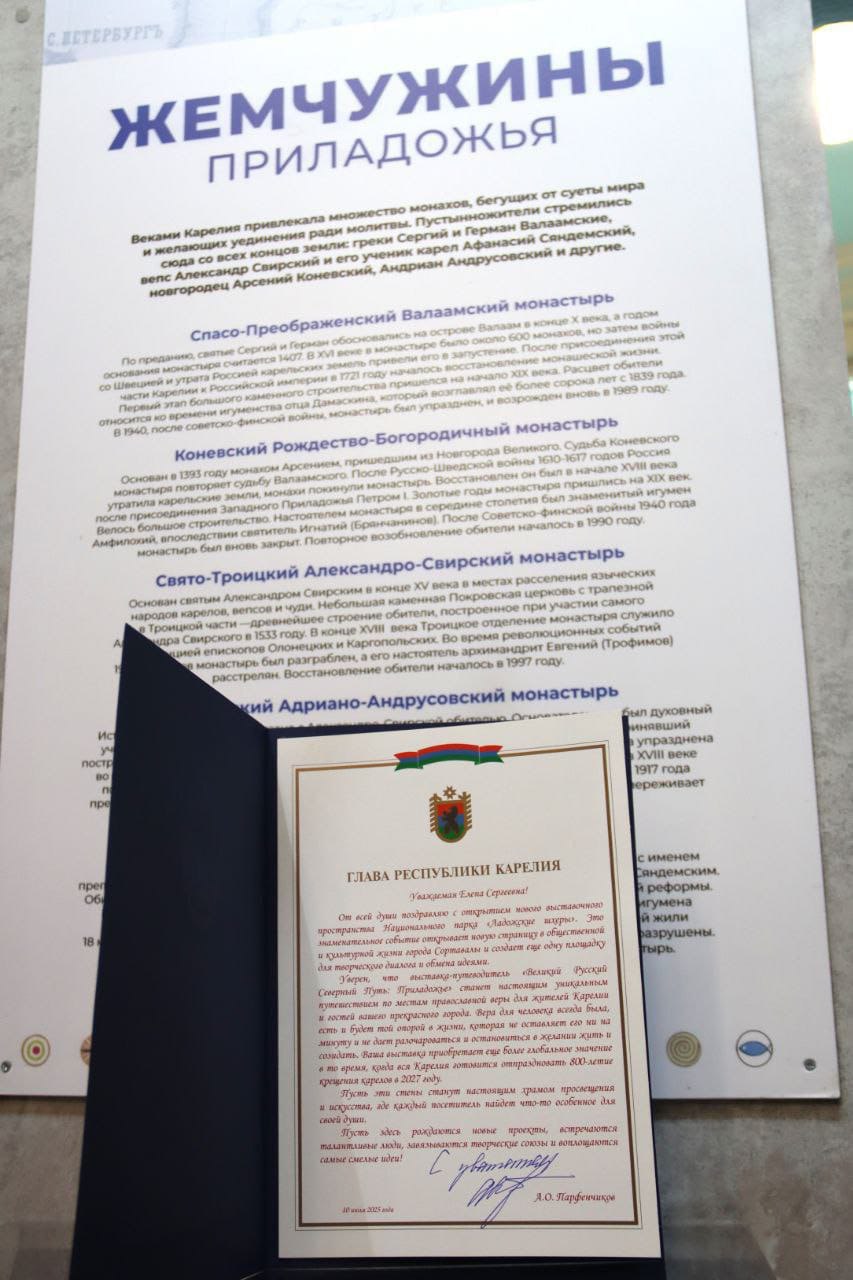 С. ПЕТЕРБУРГЪ
ЖЕМЧУЖИНЫ
ПРИЛАДОЖЬЯ
Веками Карелия привлекала множество монахов, бегущих от суеты мира
и желающих уединения ради молитвы. Пустынножители стремились
сюда со всех концов земли: греки Сергий и Герман Валаамские,
вепс Александр Свирский и его ученик карел Афанасий Сяндемский,
новгородец Арсений Коневский, Андриан Андрусовский и другие.
Спасо-Преображенский Валаамский монастырь
По преданию, святые Сергий и Герман обосновались на острове Валаам в конце X века, а годом
основания монастыря считается 1407. В XVI веке в монастыре было около 600 монахов, но затем войны
со Швецией и утрата Россией карельских земель привели его в запустение. После присоединения этой
части Карелии к Российской империи в 1721 году началось восстановление монашеской жизни.
Первый этап большого каменного строительства пришелся на начало XIX века. Расцвет обители
относится ко времени игуменства отца Дамаскина, который возглавлял её более сорока лет с 1839 года.
В 1940, после советско-финской войны, монастырь был упразднен, и возрожден вновь в 1989 году.
Коневский Рождество-Богородичный монастырь
Основан в 1393 году монахом Арсением, пришедшим из Новгорода Великого. Судьба Коневского
монастыря повторяет судьбу Валаамского. После Русско-Шведской войны 1610-1617 годов Россия
утратила карельские земли, монахи покинули монастырь. Восстановлен он был в начале XVIII века
после присоединения Западного Приладожья Петром I. Золотые годы монастыря пришлись на XIX век.
Велось большое строительство. Настоятелем монастыря в середине столетия был знаменитый игумен
Амфилохий, впоследствии святитель Игнатий (Брянчанинов). После Советско-финской войны 1940 года
монастырь был вновь закрыт. Повторное возобновление обители началось в 1990 году.
Свято-Троицкий Александро-Свирский монастырь
Основан святым Александром Свирским в конце XV века в местах расселения языческих
народов карелов, вепсов и чуди. Небольшая каменная Покровская церковь с трапезной
в Троицкой части —древнейшее строение обители, построенное при участии самого
Свирского в 1533 году. В конце XVIII века Троицкое отделение монастыря служило
епископов Олонецких и Каргопольских. Во время революционных событий
монастырь был разграблен, а его настоятель архимандрит Евгений (Трофимов)
расстрелян. Восстановление обители началось в 1997 году.
Адриано-Андрусовский монастырь
был духовный
упразднена
XVIII веке
1917 года
с именем
Сяндемским.
реформы.
жили
ГЛАВА РЕСПУБЛИКИ КАРЕЛИЯ
Уважаемая Елена Сергеевна!
От всей души поздравляю с открытием нового выставочного
пространства Национального парка «Ладожские шхеры». Это
знаменательное событие открывает новую страницу в общественной
и культурной жизни города Сортавалы и создает еще одну площадку
для творческого диалога и обмена идеями.
Уверен, что выставка-путеводитель «Великий Русский
Северный Путь: Приладожье» станет настоящим уникальным
путешествием по местам православной веры для жителей Карелии
и гостей вашего прекрасного города. Вера для человека всегда была,
есть и будет той опорой в жизни, которая не оставляет его ни на
минуту и не дает разочароваться и остановиться в желании жить и
созидать. Ваша выставка приобретает еще более глобальное значение
в то время, когда вся Карелия готовится отпраздновать 800-летие
крещения карелов в 2027 году.
Пусть эти стены станут настоящим храмом просвещения
и искусства, где каждый посетитель найдет что-то особенное для
своей души.
Пусть здесь рождаются новые проекты, встречаются
талантливые люди, завязываются творческие союзы и воплощаются
самые смелые идеи!
С уважением
А.О. Парфенчиков
10 июля 2025 года